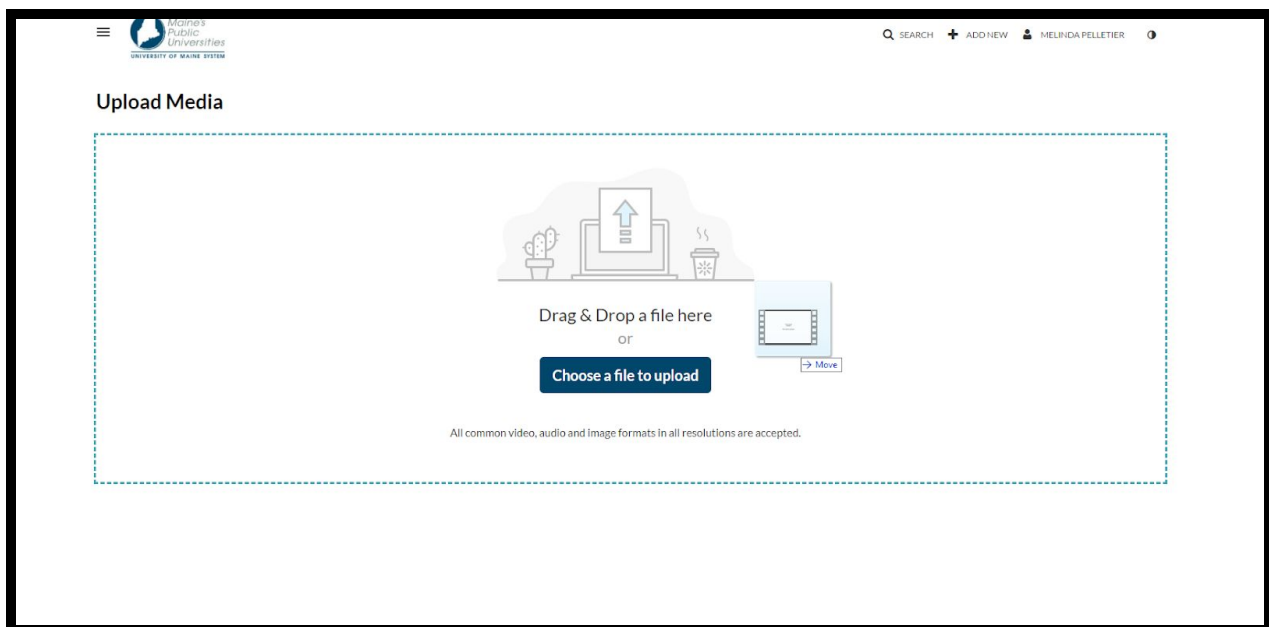 Maine's
Public
Universities
UNIVERSITY OF MAINE SYSTEM
SEARCH ADD NEW MELINDA PELLETIER
Upload Media
Drag & Drop a file here
or
Choose a file to upload
→ Move
All common video, audio and image formats in all resolutions are accepted.